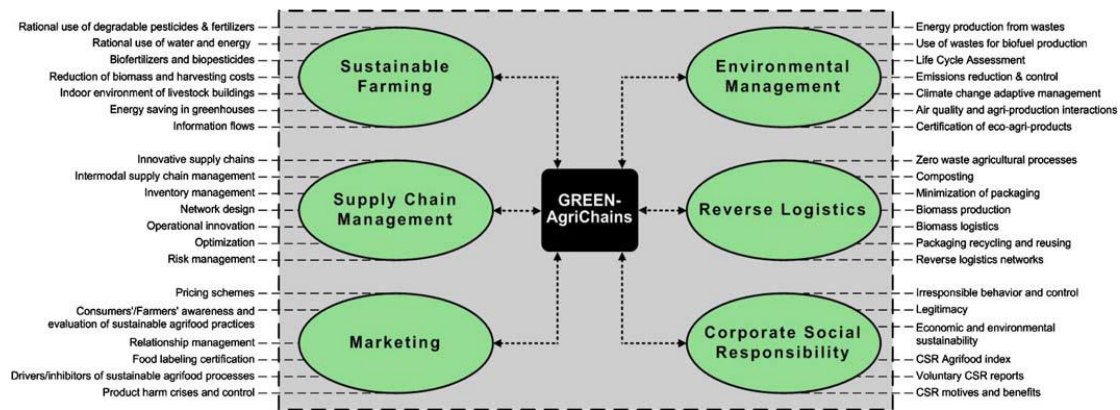 Rational use of degradable pesticides & fertilizers
Rational use of water and energy
Biofertilizers and biopesticides
Reduction of biomass and harvesting costs
Indoor environment of livestock buildings
Energy saving in greenhouses
Information flows
Sustainable
Farming
Environmental
Management
Energy production from wastes
Use of wastes for biofuel production
Life Cycle Assessment
Emissions reduction & control
Climate change adaptive management
Air quality and agri-production interactions
Certification of eco-agri-products
Innovative supply chains
Intermodal supply chain management
Inventory management
Network design
Operational innovation
Optimization
Risk management
Supply Chain
Management
GREEN-
AgriChains
Reverse Logistics
Zero waste agricultural processes
Composting
Minimization of packaging
Biomass production
Biomass logistics
Packaging recycling and reusing
Reverse logistics networks
Pricing schemes
Consumers'/Farmers' awareness and
evaluation of sustainable agrifood practices
Relationship management
Food labeling certification
Drivers/inhibitors of sustainable agrifood processes
Product harm crises and control
Marketing
Corporate Social
Responsibility
Irresponsible behavior and control
Legitimacy
Economic and environmental
sustainability
CSR Agrifood index
Voluntary CSR reports
CSR motives and benefits